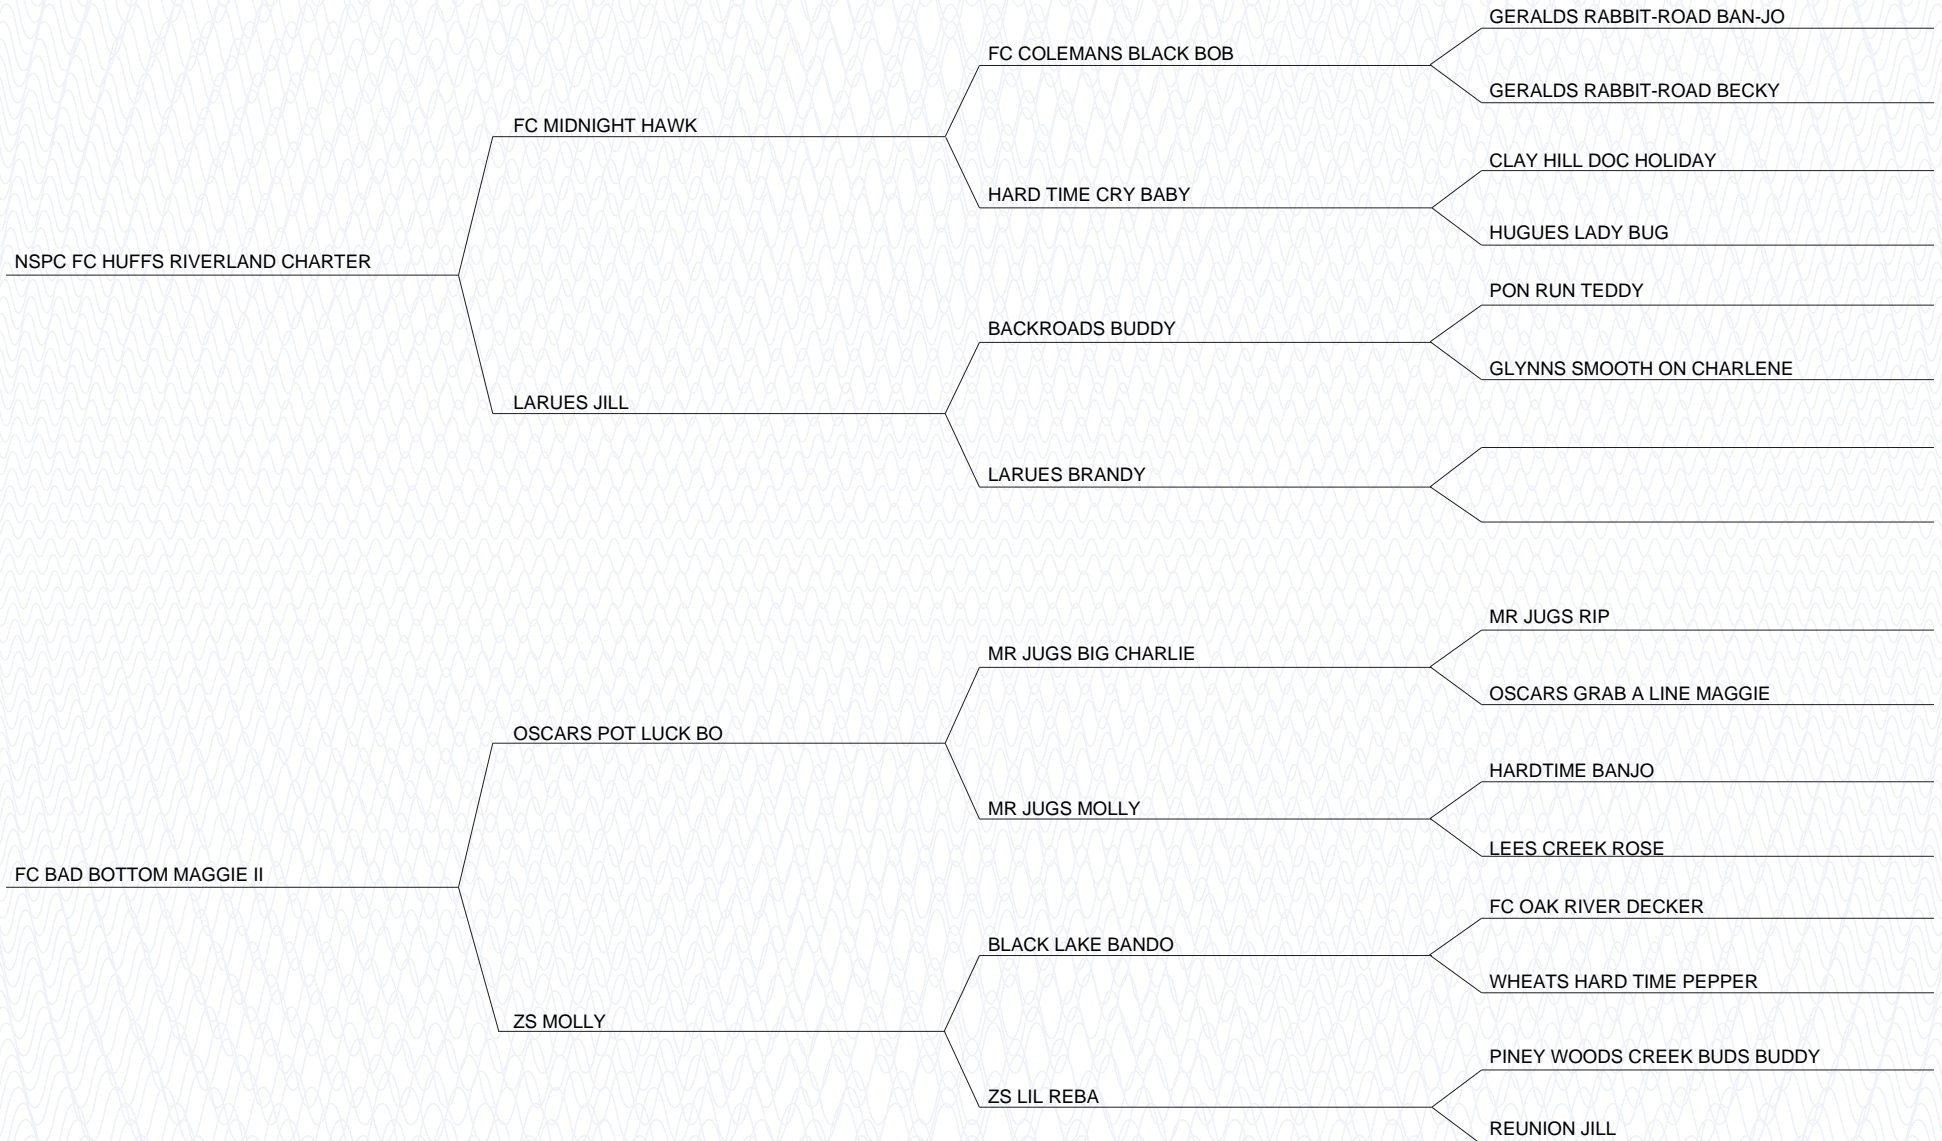 GERALDS RABBIT-ROAD BAN-JO
FC COLEMANS BLACK BOB
GERALDS RABBIT-ROAD BECKY
FC MIDNIGHT HAWK
CLAY HILL DOC HOLIDAY
HARD TIME CRY BABY
HUGUES LADY BUG
NSPC FC HUFFS RIVERLAND CHARTER
PON RUN TEDDY
BACKROADS BUDDY
GLYNNS SMOOTH ON CHARLENE
LARUES JILL
LARUES BRANDY
MR JUGS RIP
MR JUGS BIG CHARLIE
OSCARS GRAB A LINE MAGGIE
OSCARS POT LUCK BO
HARDTIME BANJO
MR JUGS MOLLY
LEES CREEK ROSE
FC BAD BOTTOM MAGGIE II
FC OAK RIVER DECKER
BLACK LAKE BANDO
WHEATS HARD TIME PEPPER
ZS MOLLY
PINEY WOODS CREEK BUDS BUDDY
ZS LIL REBA
REUNION JILL